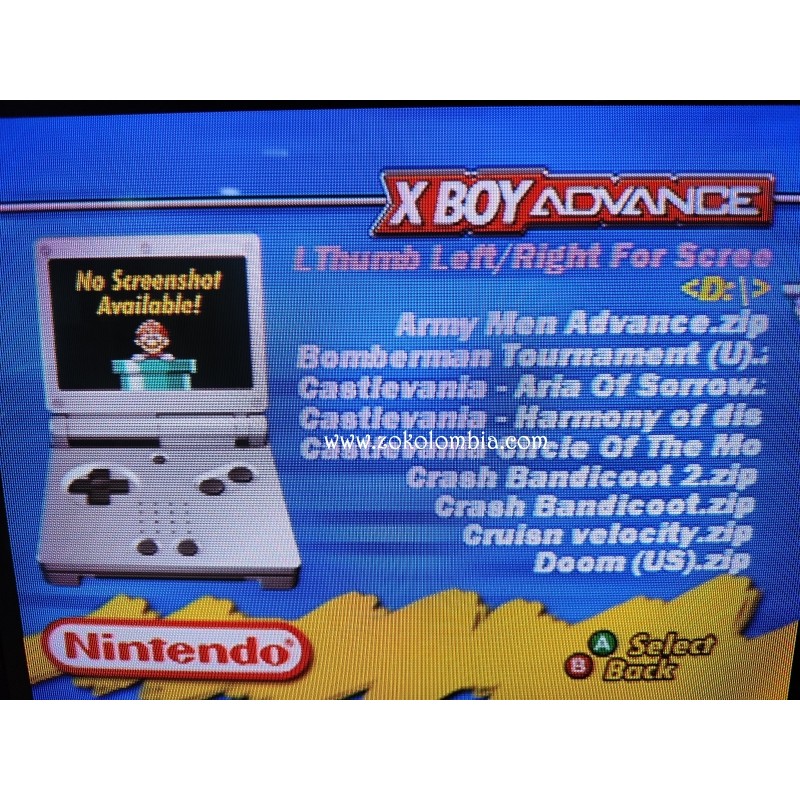 X BOY ADVANCE
LThumb Left/Right For Scree
<D:\>
No Screenshot
Available!
Army Men Advance.zip
Bomberman Tournament (U).:
Castlevania - Aria Of Sorrow.:
Castlevania - Harmony of dis
www.zokolombia.com
Circle Of The Mo
Crash Bandicoot 2.zip
Crash Bandicoot.zip
Cruisn velocity.zip
Doom (US).zip
Nintendo®
A Select
B Back